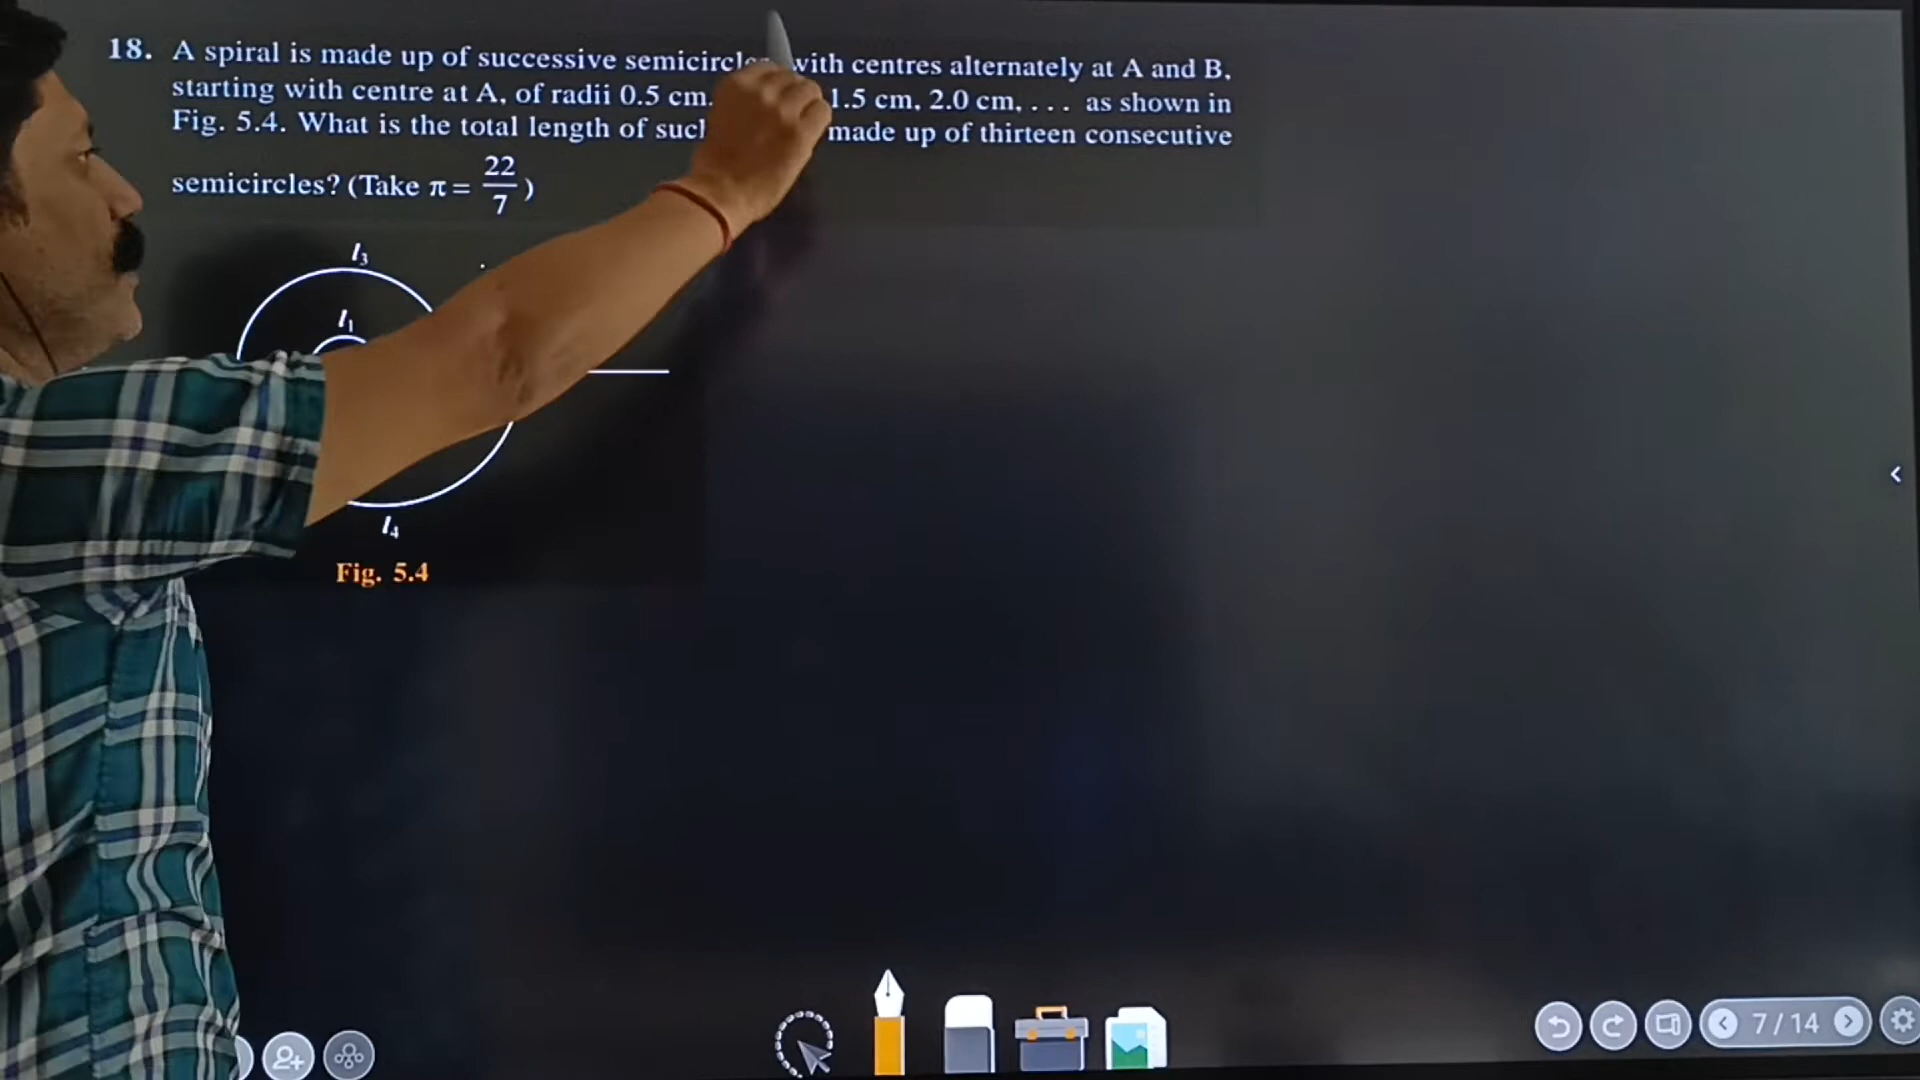 18. A spiral is made up of successive semicircles with centres alternately at A and B,
starting with centre at A, of radii 0.5 cm, 1.5 cm, 2.0 cm, . . . as shown in
Fig. 5.4. What is the total length of such made up of thirteen consecutive
semicircles? (Take π = 22/7)
l3
l1
l4
Fig. 5.4
7/14